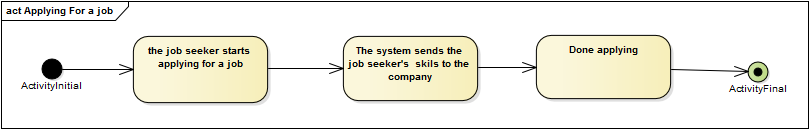 act Applying For a job
the job seeker starts
applying for a job
The system sends the
job seeker's skils to the
company
Done applying
ActivityInitial
ActivityFinal